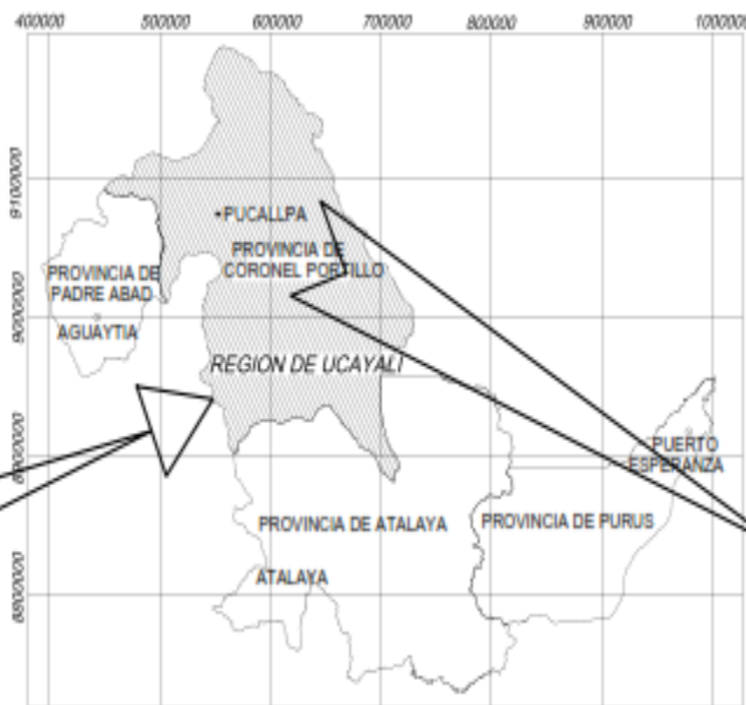 400000 500000 600000 700000 800000 900000 1000000
9100000
PUCALLPA
PROVINCIA DE
CORONEL PORTILLO
PROVINCIA DE
PADRE ABAD
9200000
AGUAYTIA
REGION DE UCAYALI
8900000
PUERTO
ESPERANZA
PROVINCIA DE ATALAYA
PROVINCIA DE PURUS
ATALAYA
8800000